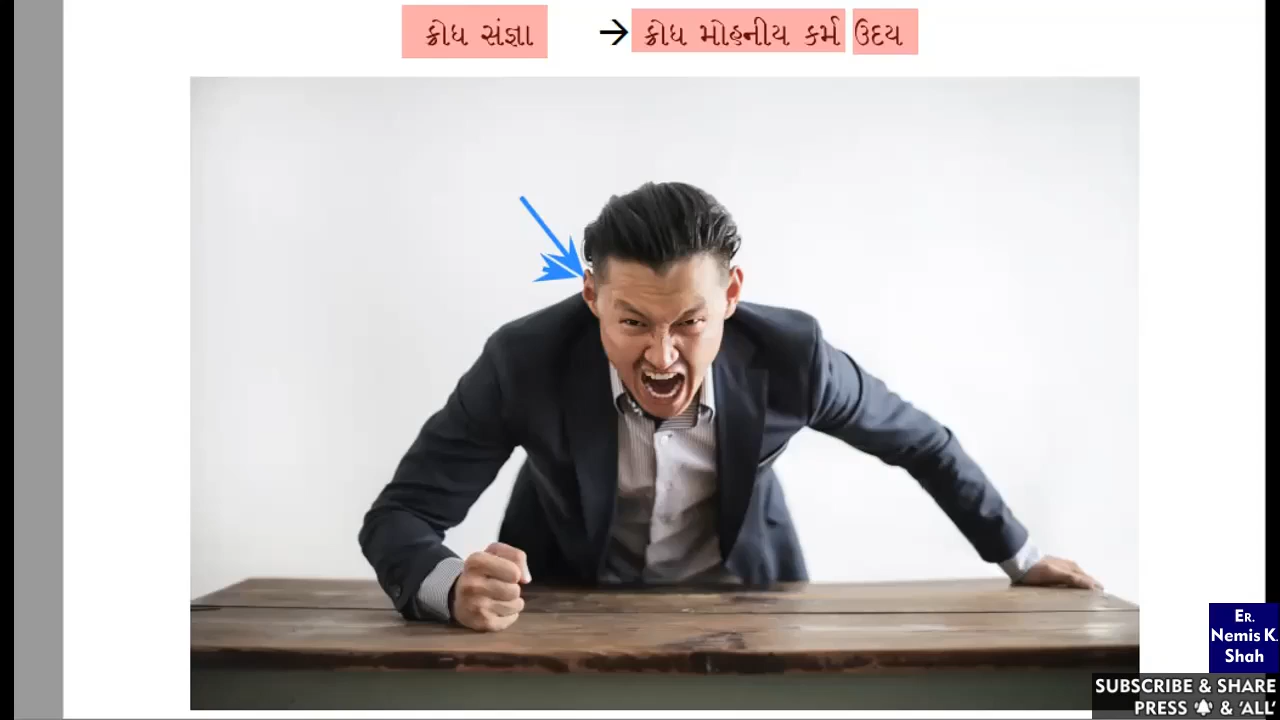 ક્રોધ સંજ્ઞા → ક્રોધ મોહનીય કર્મ ઉદય
ER.
Nemis K.
Shah
SUBSCRIBE & SHARE
PRESS 🔔 & 'ALL'